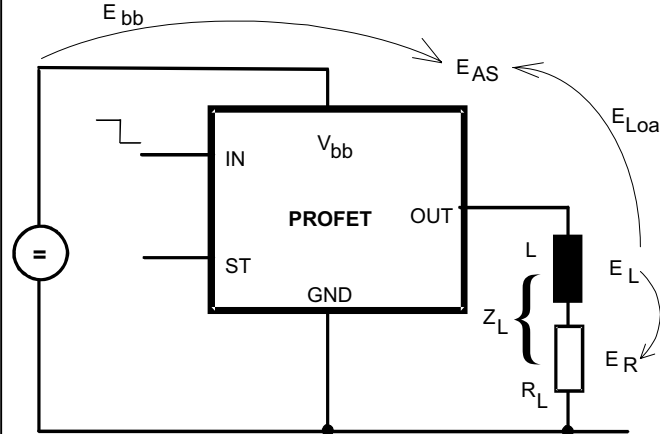 E bb
E AS
E Loa
V bb
IN
PROFET
OUT
=
ST
L
E L
GND
Z L
{
E R
R L